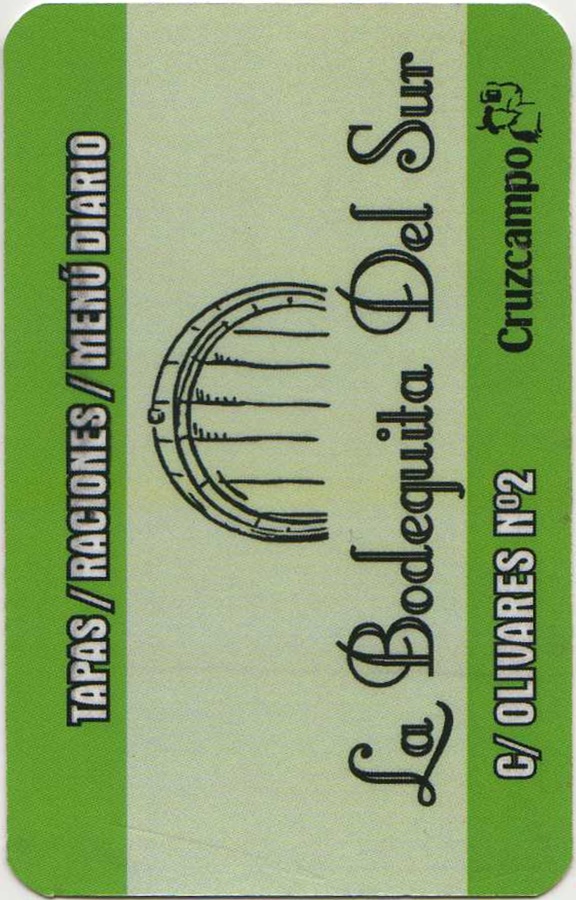 TAPAS / RACIONES / MENÚ DIARIO
La Bodeguita Del Sur
C/ OLIVARES Nº2
Cruzcampo